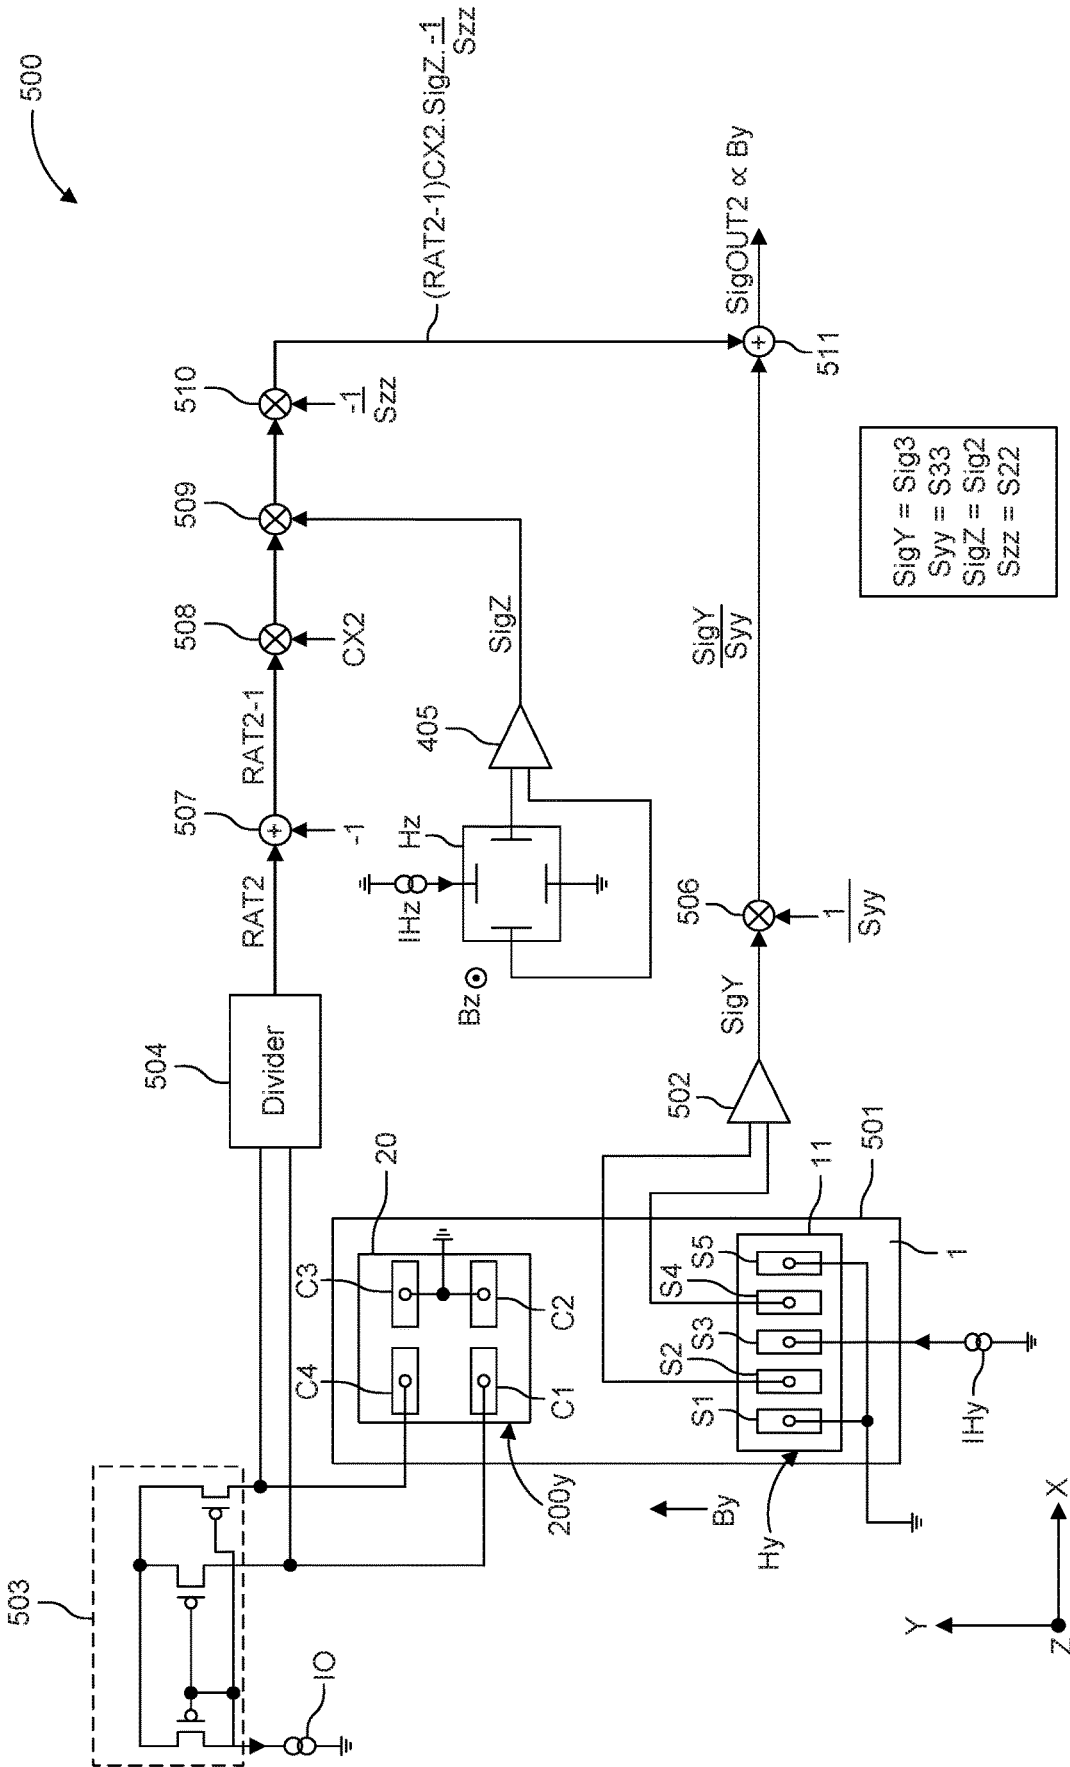 500
(RAT2-1)CX2.SigZ. -1
Szz
510
-1
Szz
509
508
CX2
RAT2-1
507
-1
RAT2
504
Divider
SigZ
405
Hz
IHz
Bz
SigOUT2 ∝ By
511
SigY
Syy
506
1
Syy
SigY
502
SigY = Sig3
Syy = S33
SigZ = Sig2
Szz = S22
20
C3
C2
C4
C1
200y
501
11
1
S5
S4
S3
S2
S1
Hy
By
IHy
503
IO
Y
X
Z